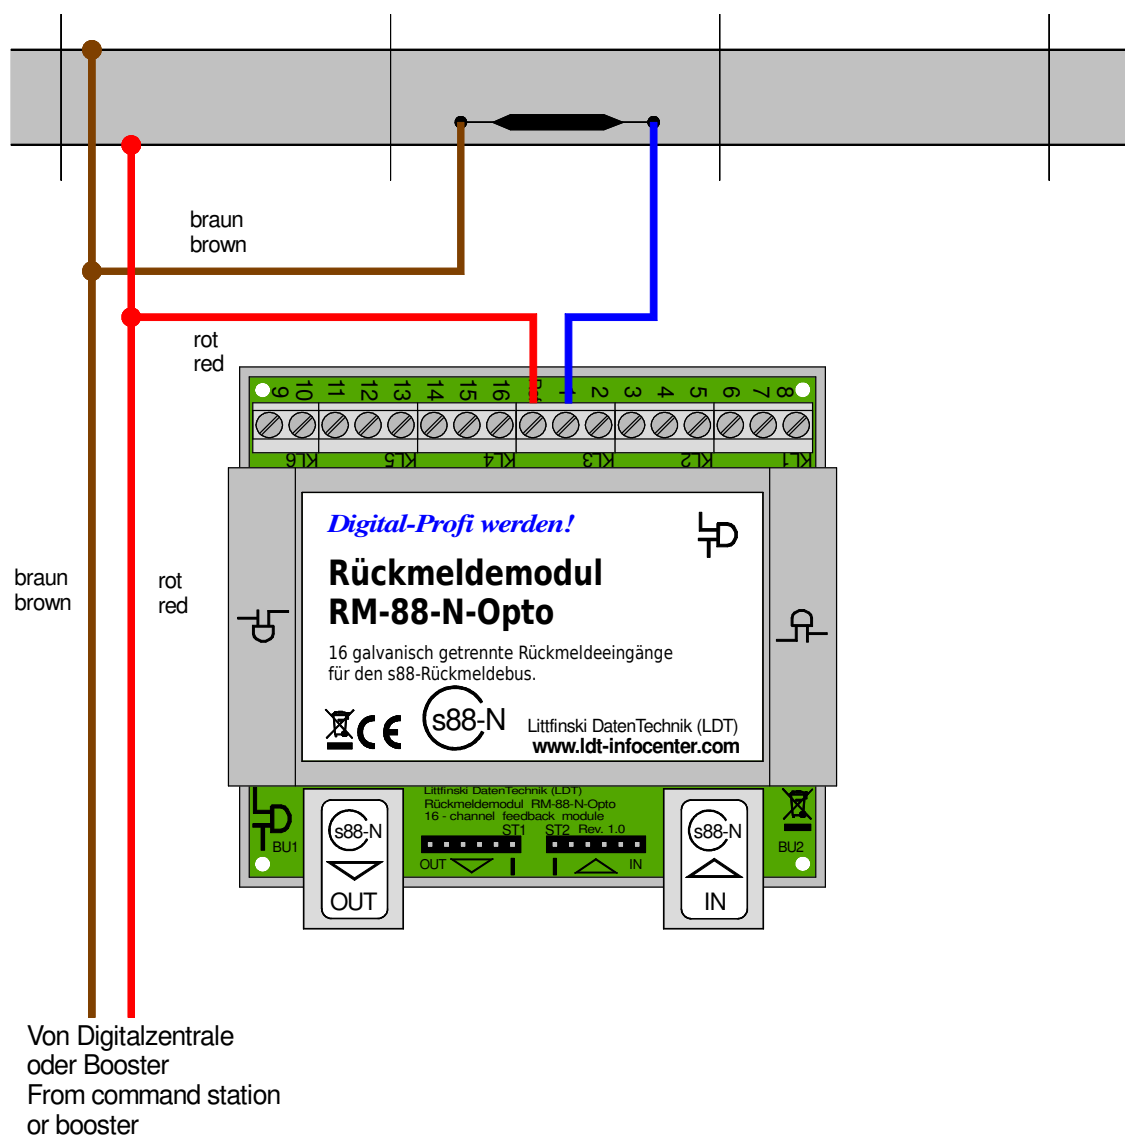 braun
brown
rot
red
9 10 11 12 13 14 15 16 1 2 3 4 5 6 7 8
KL6 KL5 KL4 KL3 KL2 KL1
Digital-Profi werden!
Rückmeldemodul
RM-88-N-Opto
16 galvanisch getrennte Rückmeldeeingänge
für den s88-Rückmeldebus.
CE s88-N
Littfinski DatenTechnik (LDT)
www.ldt-infocenter.com
braun
brown
rot
red
Littfinski DatenTechnik (LDT)
Rückmeldemodul RM-88-N-Opto
16 - channel feedback module
ST1 ST2 Rev. 1.0
BU1
BU2
s88-N
OUT
OUT
IN
s88-N
IN
Von Digitalzentrale
oder Booster
From command station
or booster